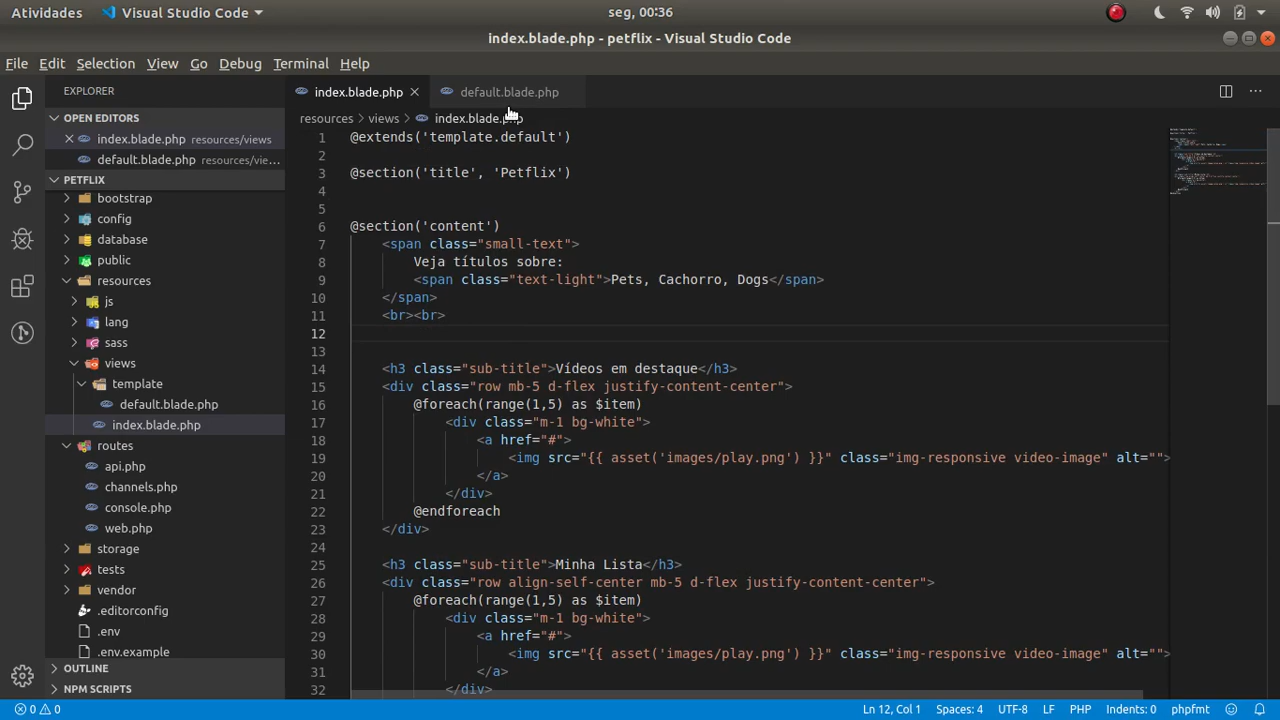 Atividades
Visual Studio Code
seg, 00:36
index.blade.php - petflix - Visual Studio Code
File Edit Selection View Go Debug Terminal Help
EXPLORER
OPEN EDITORS
index.blade.php resources/views
default.blade.php resources/vie...
PETFLIX
bootstrap
config
database
public
resources
js
lang
sass
views
template
default.blade.php
index.blade.php
routes
api.php
channels.php
console.php
web.php
storage
tests
vendor
.editorconfig
.env
.env.example
OUTLINE
NPM SCRIPTS
index.blade.php
default.blade.php
resources > views > index.blade.php
1 @extends('template.default')
2
3 @section('title', 'Petflix')
4
5
6 @section('content')
7 <span class="small-text">
8 Veja títulos sobre:
9 <span class="text-light">Pets, Cachorro, Dogs</span>
10 </span>
11 <br><br>
12
13
14 <h3 class="sub-title">Vídeos em destaque</h3>
15 <div class="row mb-5 d-flex justify-content-center">
16 @foreach(range(1,5) as $item)
17 <div class="m-1 bg-white">
18 <a href="#">
19 <img src="{{ asset('images/play.png') }}" class="img-responsive video-image" alt="">
20 </a>
21 </div>
22 @endforeach
23 </div>
24
25 <h3 class="sub-title">Minha Lista</h3>
26 <div class="row align-self-center mb-5 d-flex justify-content-center">
27 @foreach(range(1,5) as $item)
28 <div class="m-1 bg-white">
29 <a href="#">
30 <img src="{{ asset('images/play.png') }}" class="img-responsive video-image" alt="">
31 </a>
32 </div>
0 0
Ln 12, Col 1 Spaces: 4 UTF-8 LF PHP Indents: 0 phpfmt